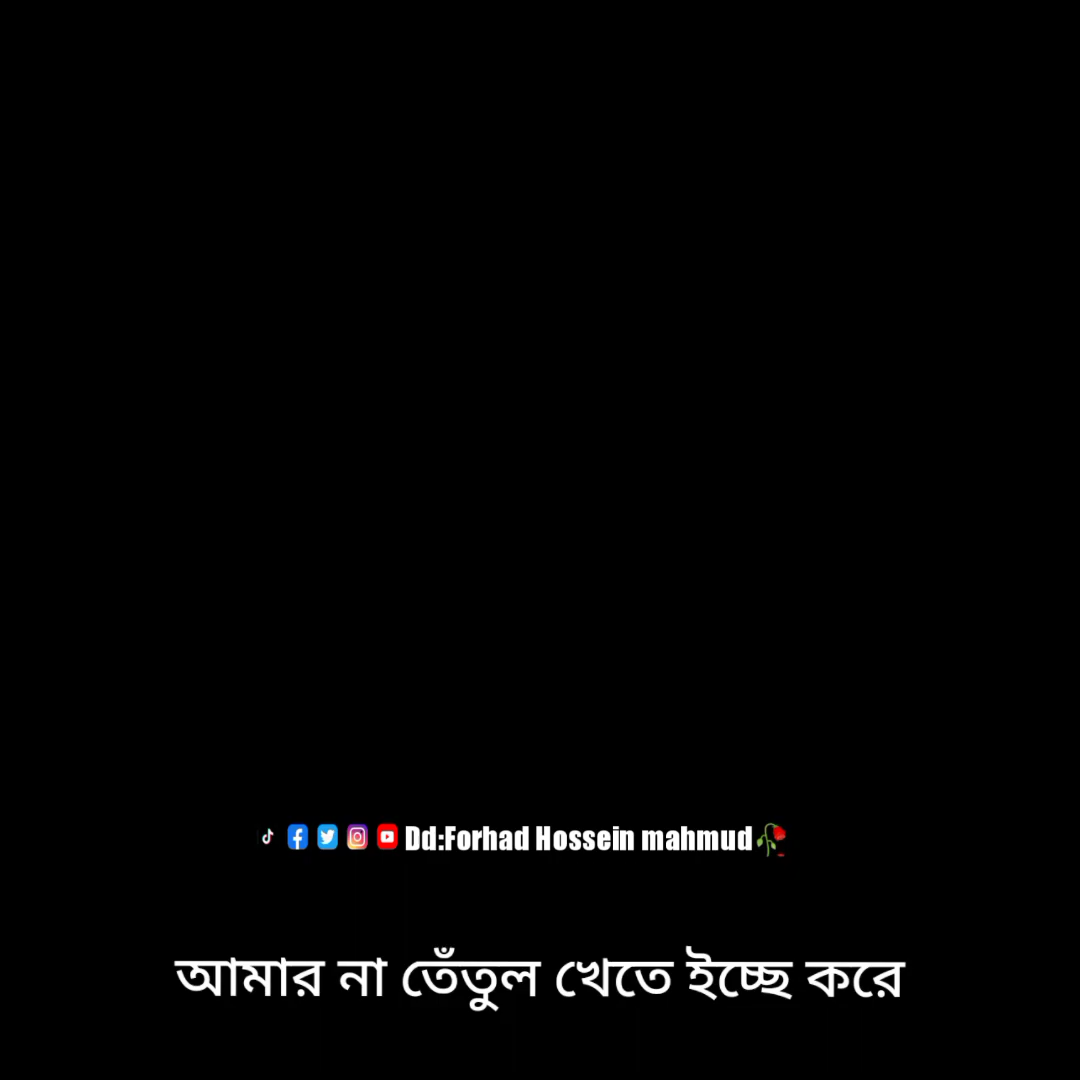 Dd:Forhad Hossein mahmud🥀
আমার না তেঁতুল খেতে ইচ্ছে করে